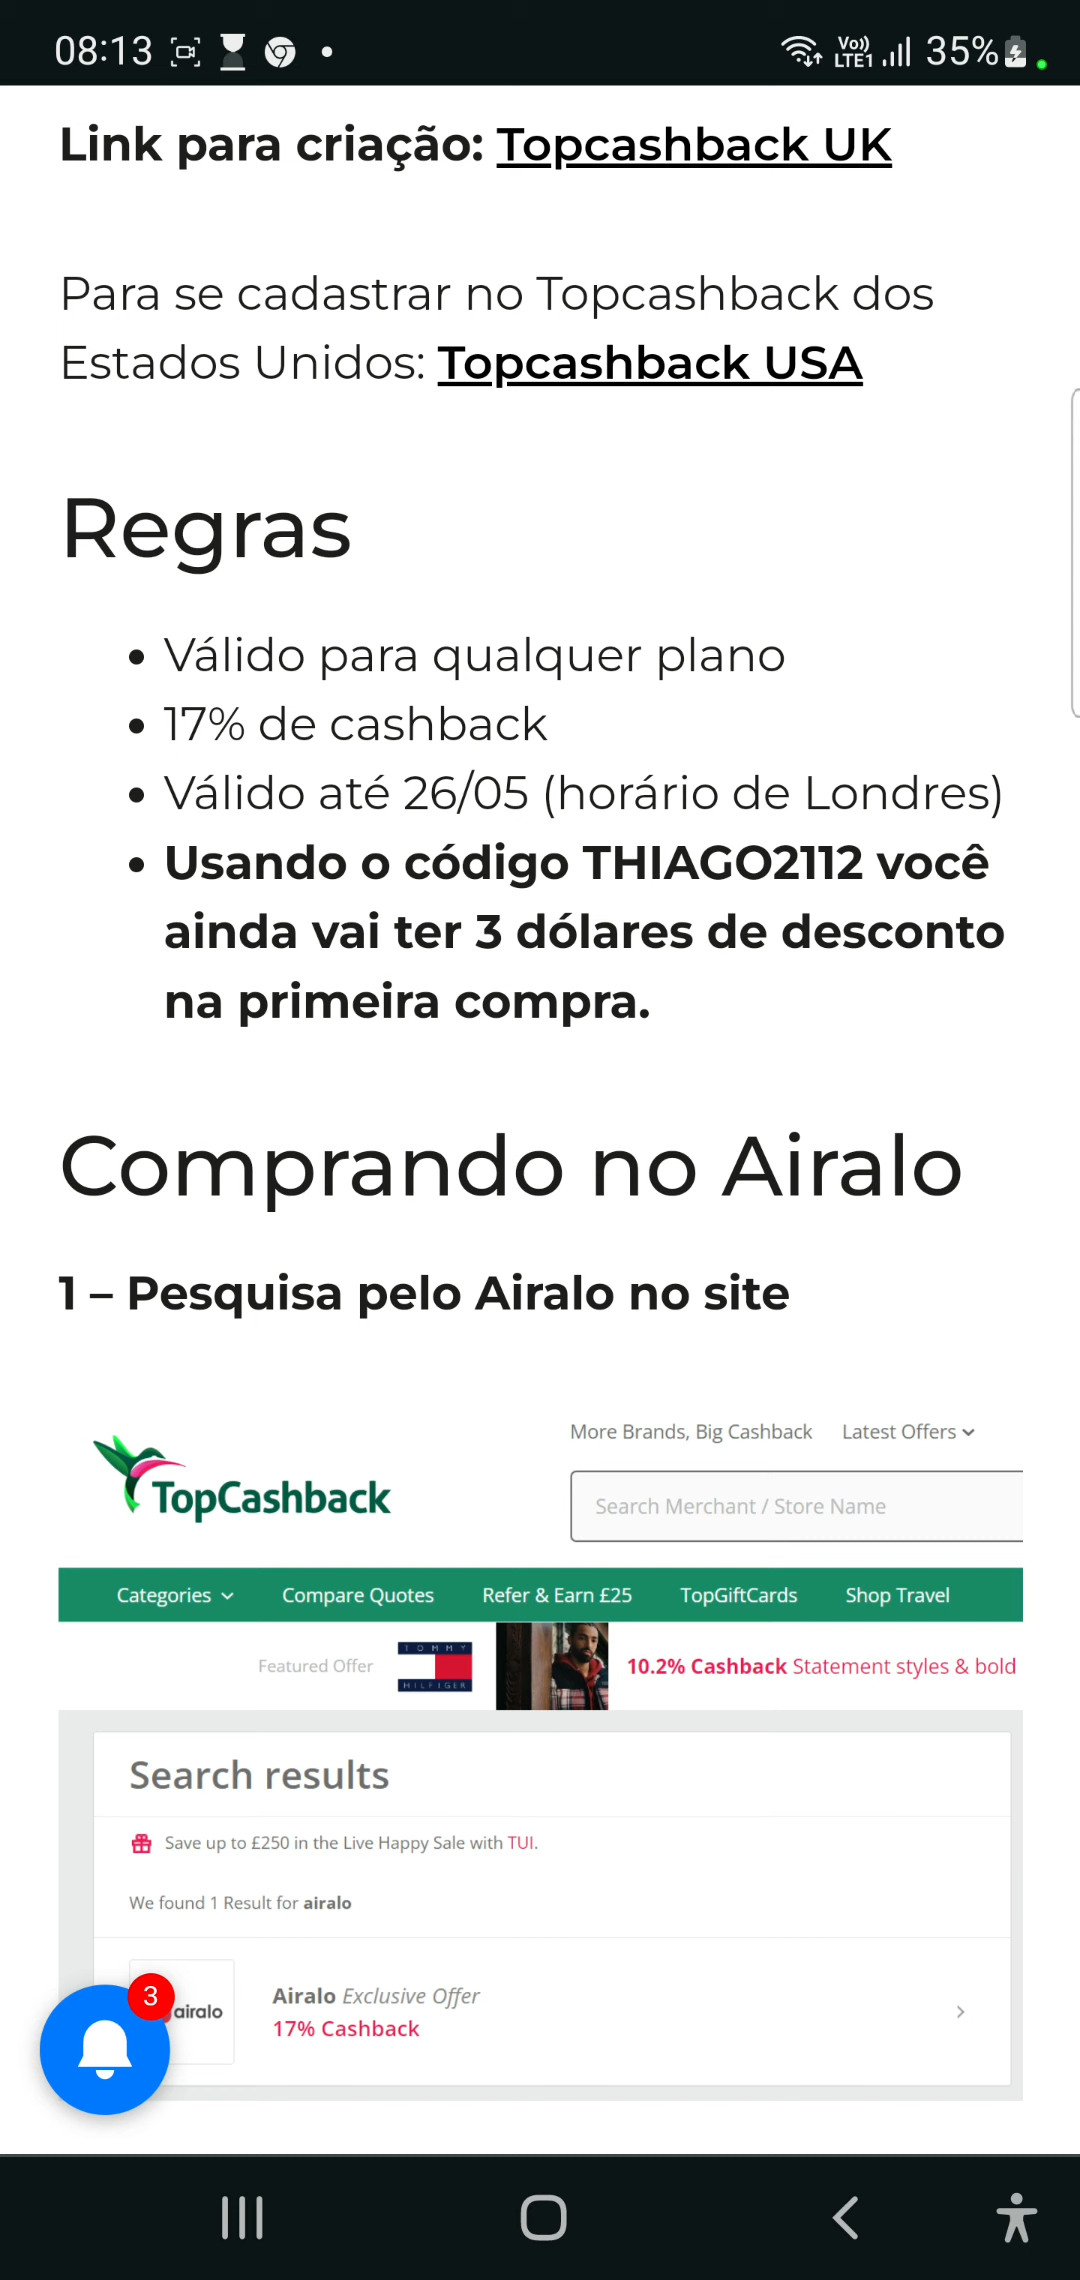 08:13
Vo))
LTE1
35%
Link para criação: Topcashback UK
Para se cadastrar no Topcashback dos
Estados Unidos: Topcashback USA
Regras
• Válido para qualquer plano
• 17% de cashback
• Válido até 26/05 (horário de Londres)
• Usando o código THIAGO2112 você
ainda vai ter 3 dólares de desconto
na primeira compra.
Comprando no Airalo
1 – Pesquisa pelo Airalo no site
More Brands, Big Cashback Latest Offers
TopCashback
Search Merchant / Store Name
Categories Compare Quotes Refer & Earn £25 TopGiftCards Shop Travel
Featured Offer
TOMMY
HILFIGER
10.2% Cashback Statement styles & bold
Search results
Save up to £250 in the Live Happy Sale with TUI.
We found 1 Result for airalo
airalo
Airalo Exclusive Offer
17% Cashback
3